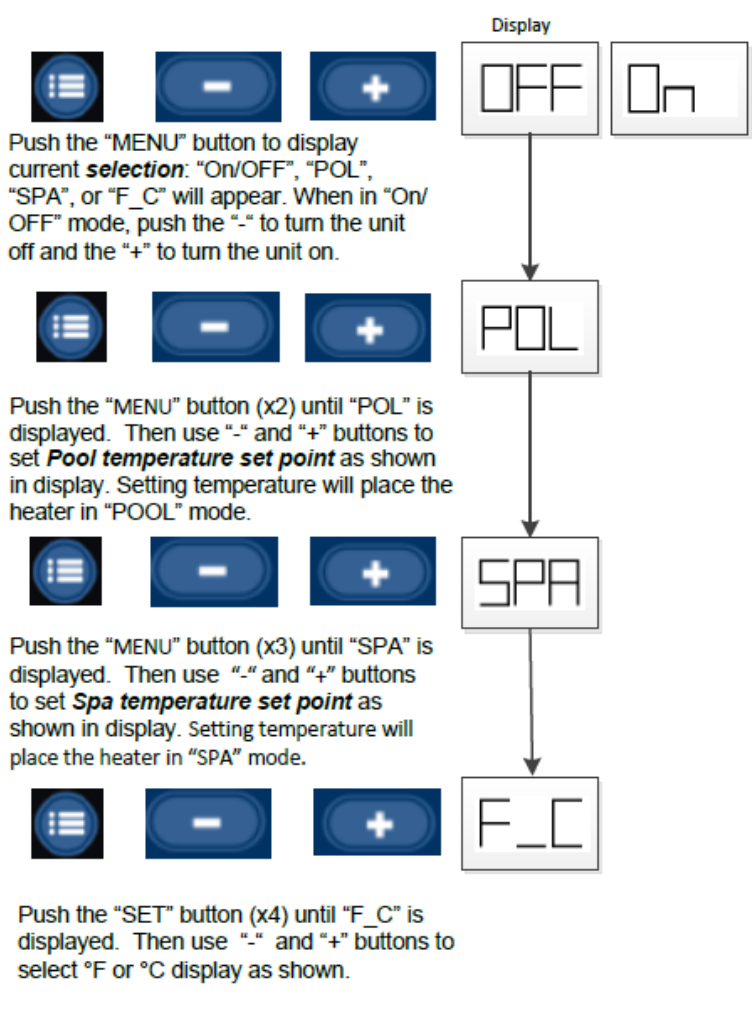 Display
OFF
On
Push the “MENU” button to display
current selection: “On/OFF”, “POL”,
“SPA”, or “F_C” will appear. When in “On/
OFF” mode, push the “-“ to turn the unit
off and the “+” to turn the unit on.
POL
Push the “MENU” button (x2) until “POL” is
displayed.  Then use “-“ and “+” buttons to
set Pool temperature set point as shown
in display. Setting temperature will place the
heater in “POOL” mode.
SPA
Push the “MENU” button (x3) until “SPA” is
displayed.  Then use  “-“ and “+” buttons
to set Spa temperature set point as
shown in display. Setting temperature will
place the heater in “SPA” mode.
F_C
Push the “SET” button (x4) until “F_C” is
displayed.  Then use  “-“  and “+” buttons to
select °F or °C display as shown.